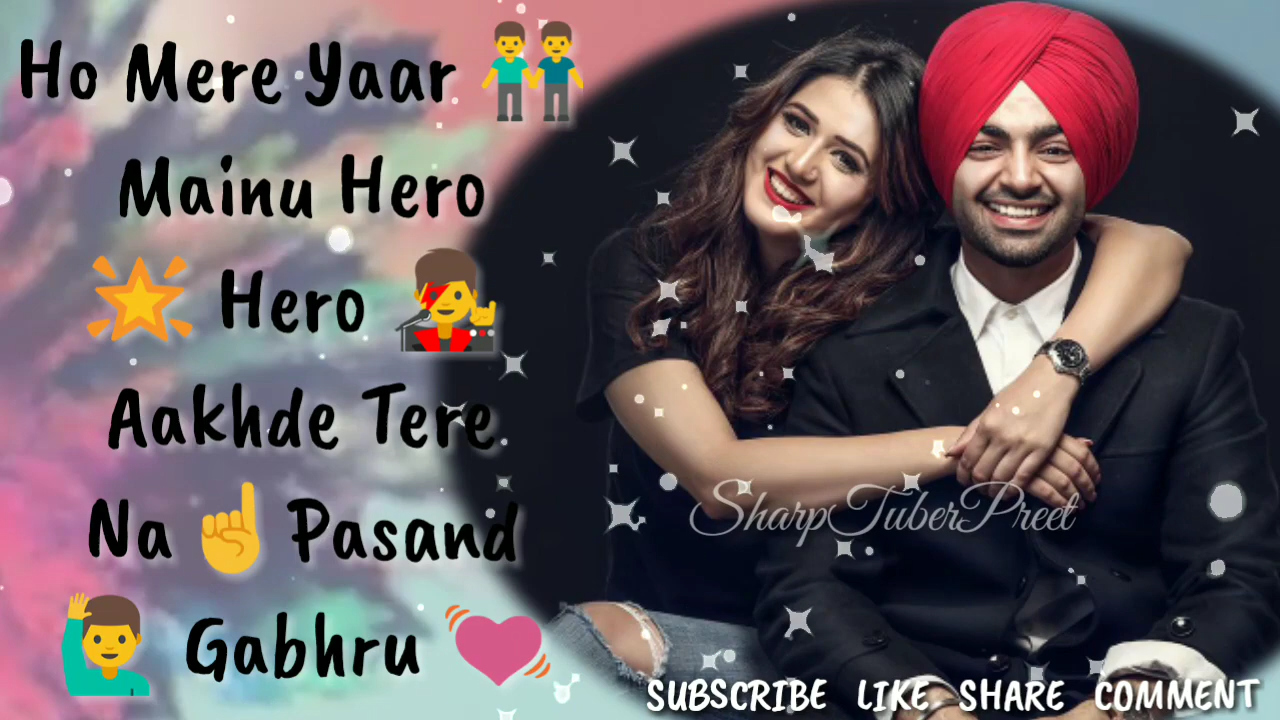 Ho Mere Yaar 👬
Mainu Hero
🌟 Hero 👨‍🎤
Aakhde Tere
Na ☝ Pasand
🙋‍♂️ Gabhru 💓
SharpTuberPreet
SUBSCRIBE LIKE SHARE COMMENT